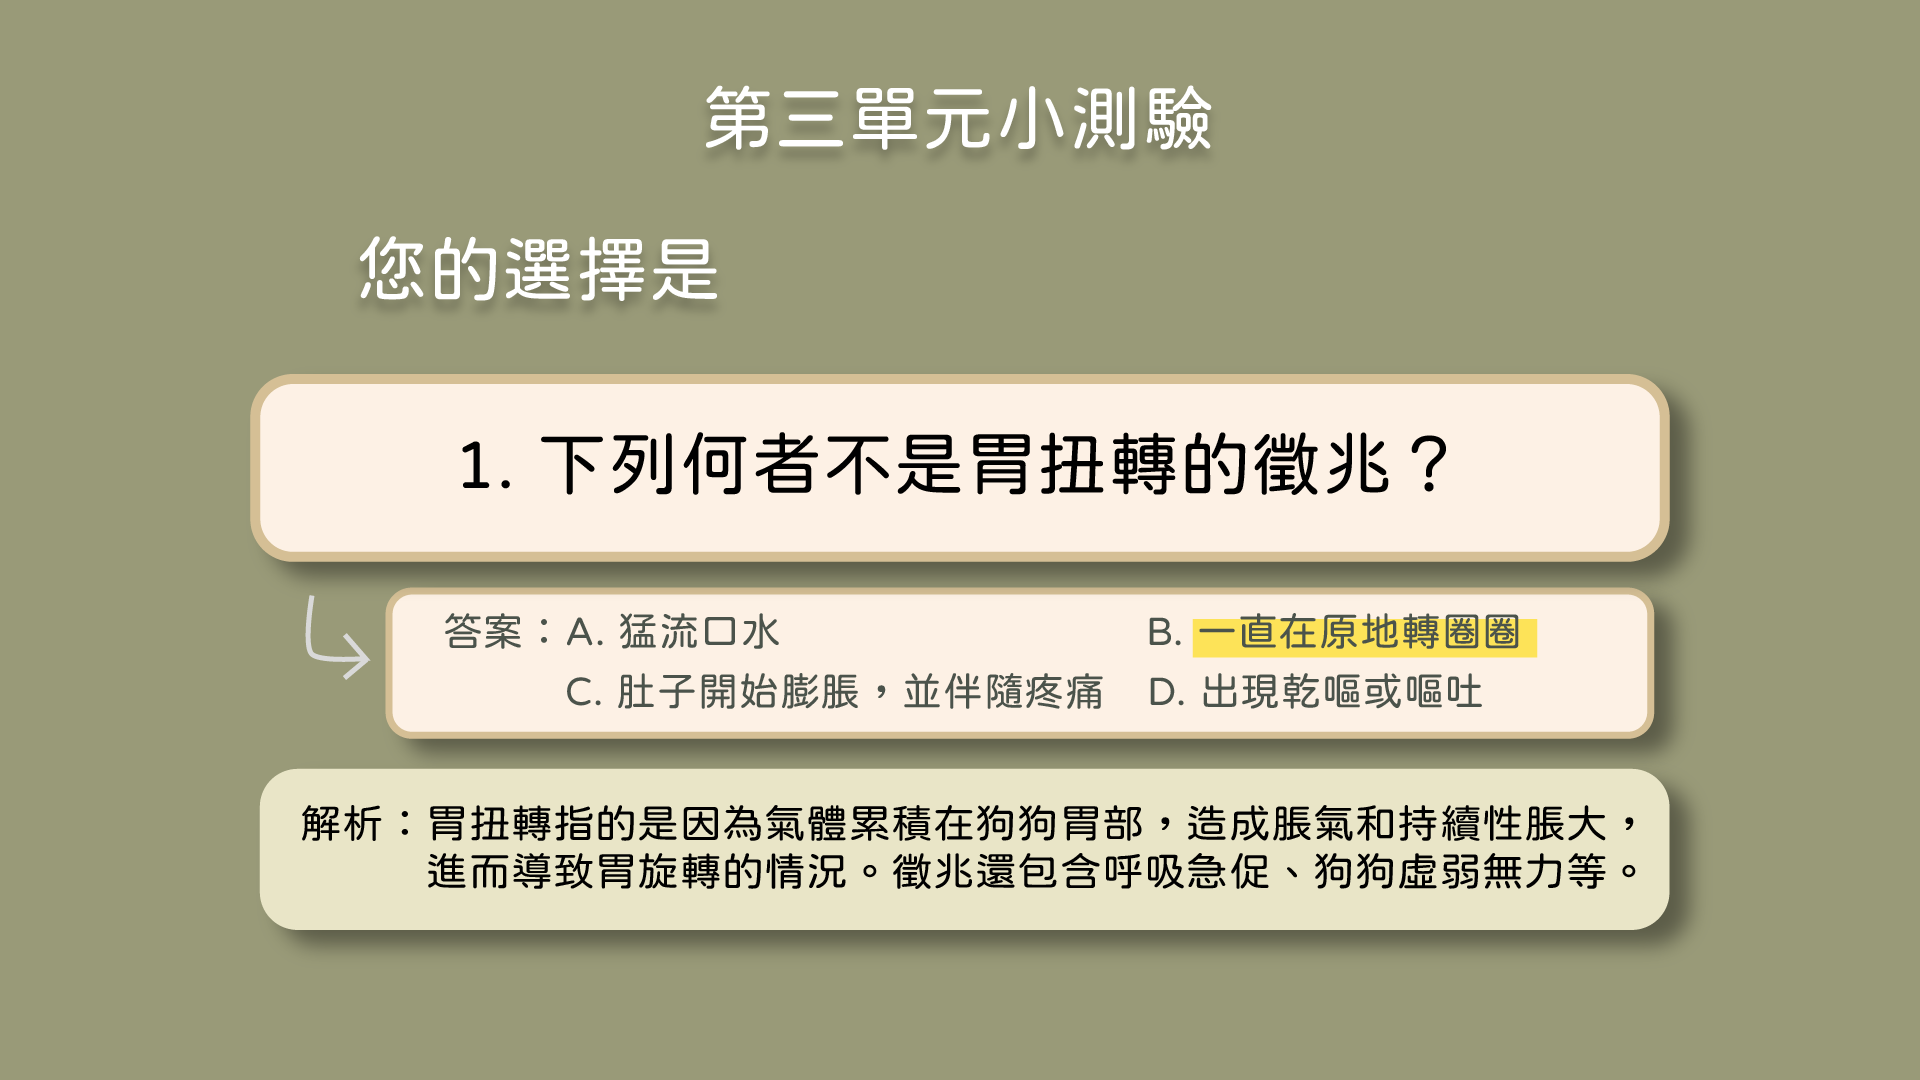 第三單元小測驗
您的選擇是
1. 下列何者不是胃扭轉的徵兆？
答案：A. 猛流口水 B. 一直在原地轉圈圈
C. 肚子開始膨脹，並伴隨疼痛 D. 出現乾嘔或嘔吐
解析：胃扭轉指的是因為氣體累積在狗狗胃部，造成脹氣和持續性脹大，
進而導致胃旋轉的情況。徵兆還包含呼吸急促、狗狗虛弱無力等。